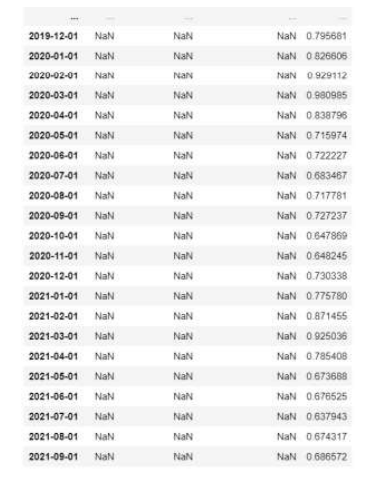 ... ... ... ... ...
2019-12-01 NaN NaN NaN 0.795681
2020-01-01 NaN NaN NaN 0.826606
2020-02-01 NaN NaN NaN 0.929112
2020-03-01 NaN NaN NaN 0.980985
2020-04-01 NaN NaN NaN 0.838796
2020-05-01 NaN NaN NaN 0.715974
2020-06-01 NaN NaN NaN 0.722227
2020-07-01 NaN NaN NaN 0.683467
2020-08-01 NaN NaN NaN 0.717781
2020-09-01 NaN NaN NaN 0.727237
2020-10-01 NaN NaN NaN 0.647869
2020-11-01 NaN NaN NaN 0.648245
2020-12-01 NaN NaN NaN 0.730338
2021-01-01 NaN NaN NaN 0.775780
2021-02-01 NaN NaN NaN 0.871455
2021-03-01 NaN NaN NaN 0.925036
2021-04-01 NaN NaN NaN 0.785408
2021-05-01 NaN NaN NaN 0.673688
2021-06-01 NaN NaN NaN 0.676525
2021-07-01 NaN NaN NaN 0.637943
2021-08-01 NaN NaN NaN 0.674317
2021-09-01 NaN NaN NaN 0.686572